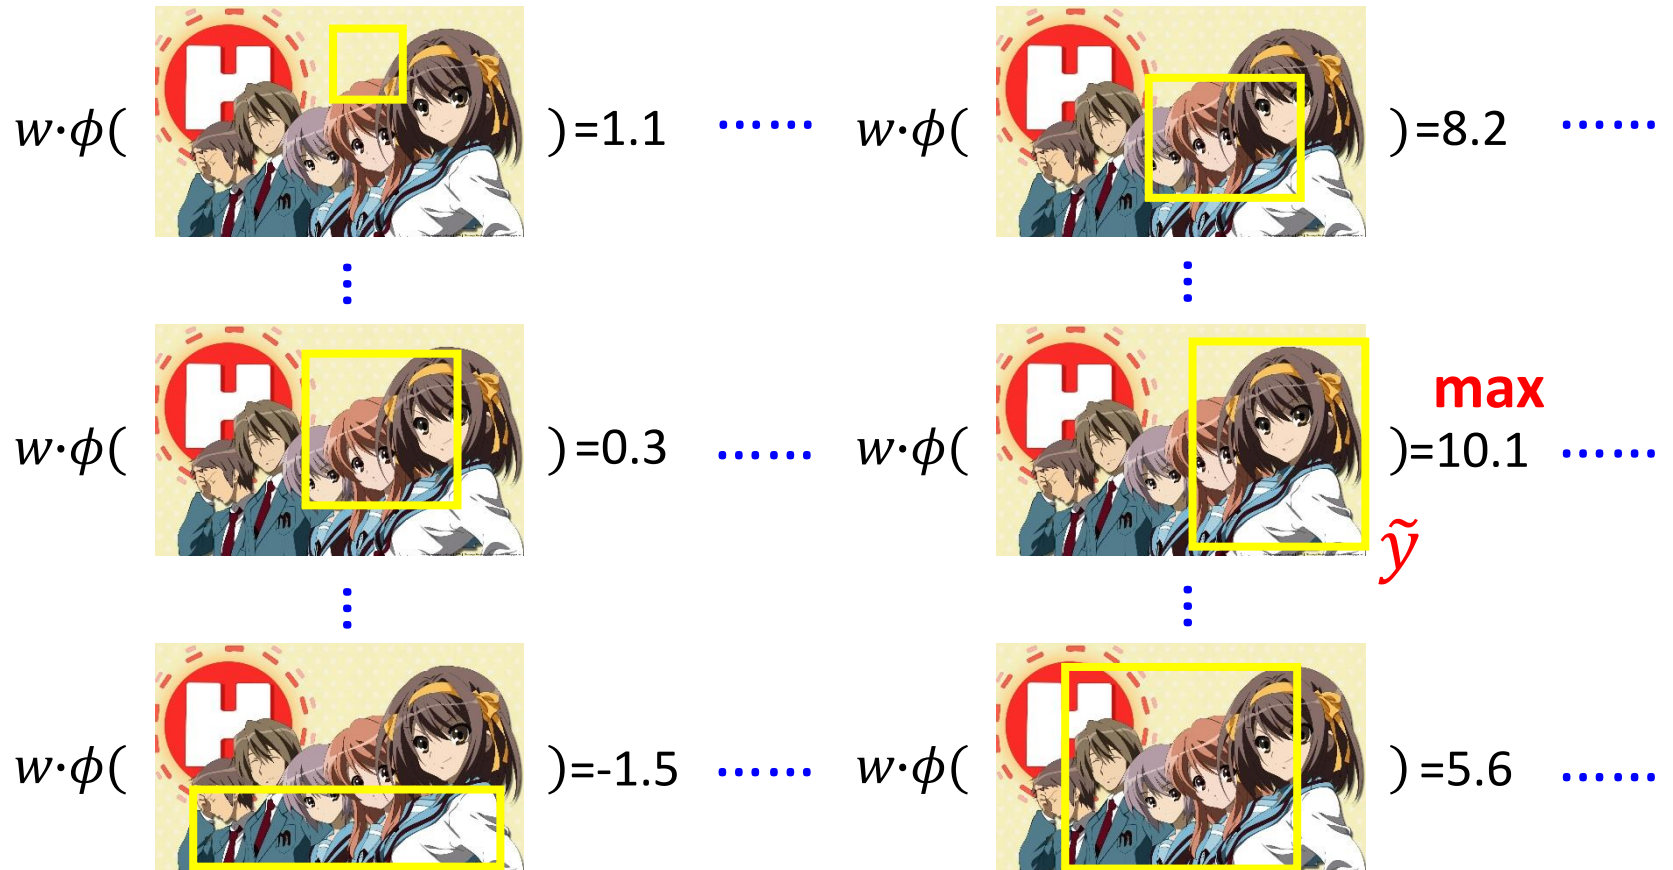 w·ϕ( H )=1.1 ...... w·ϕ( H )=8.2 ......
w·ϕ( H )=0.3 ...... w·ϕ( H )=10.1 ......
max
ỹ
w·ϕ( H )=-1.5 ...... w·ϕ( H )=5.6 ......